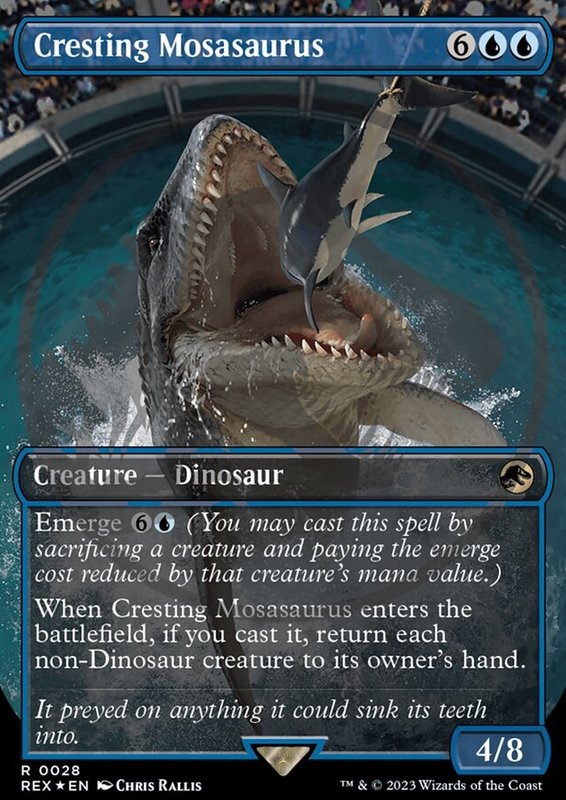 Cresting Mosasaurus 6
Creature — Dinosaur
Emerge 6 (You may cast this spell by
sacrificing a creature and paying the emerge
cost reduced by that creature's mana value.)
When Cresting Mosasaurus enters the
battlefield, if you cast it, return each
non-Dinosaur creature to its owner's hand.
It preyed on anything it could sink its teeth
into.
4/8
R 0028
REX ★ EN Chris Rallis
™ & © 2023 Wizards of the Coast